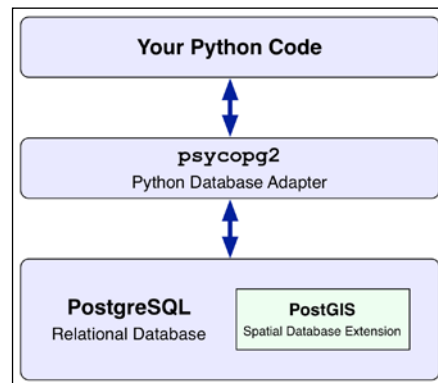 Your Python Code
psycopg2
Python Database Adapter
PostgreSQL
Relational Database
PostGIS
Spatial Database Extension